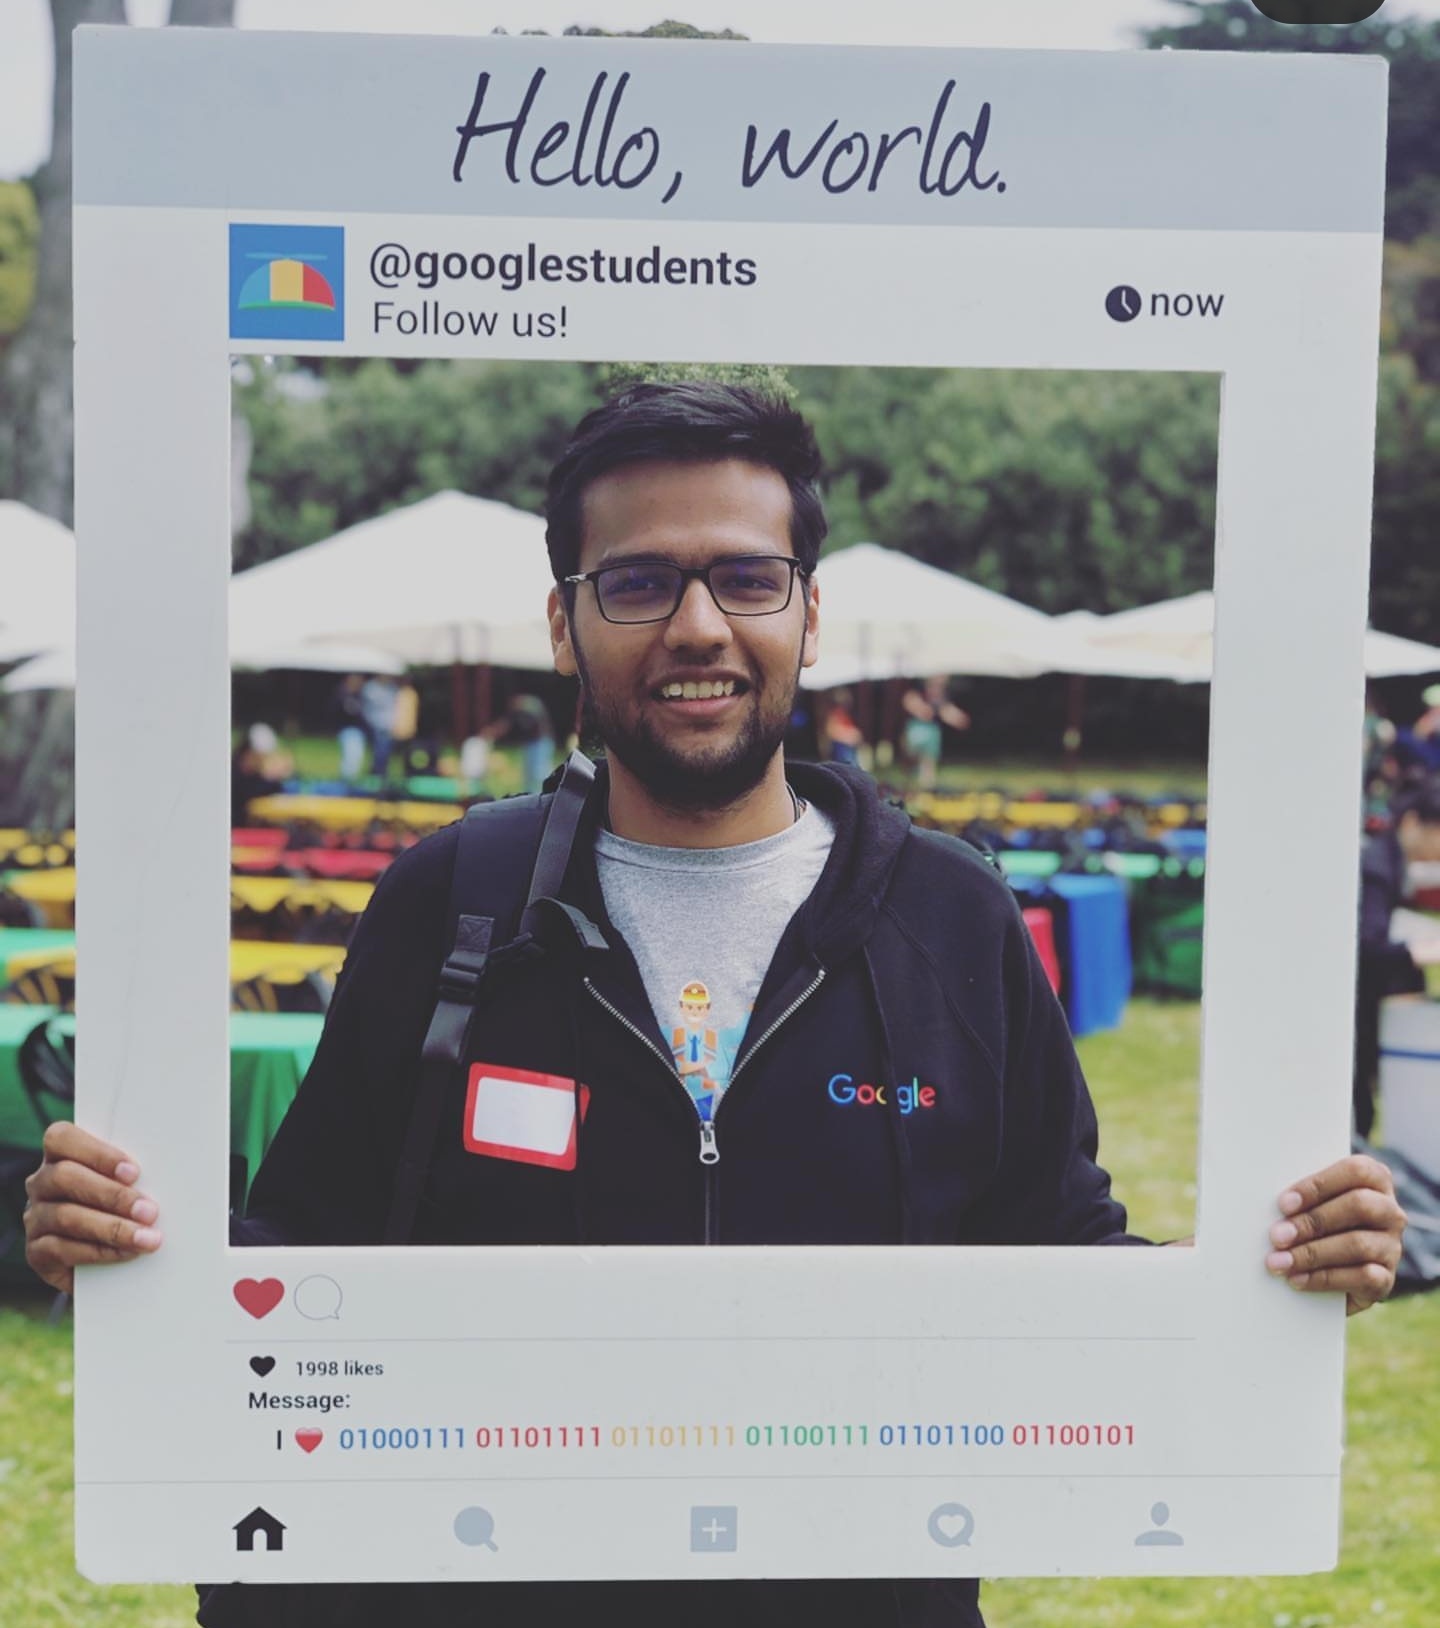 Hello, world.
@googlestudents
Follow us!
now
Google
1998 likes
Message:
I ❤ 01000111 01101111 01101111 01100111 01101100 01100101